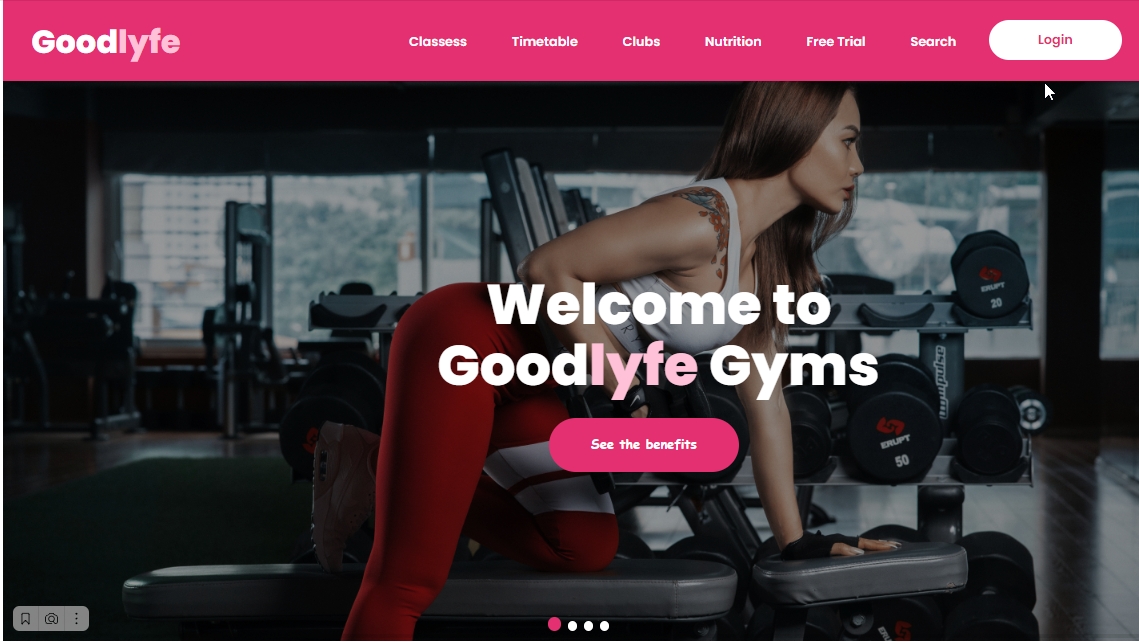 Goodlyfe
Classess Timetable Clubs Nutrition Free Trial Search Login
Welcome to
Goodlyfe Gyms
See the benefits
ERUPT
20
ERUPT
50